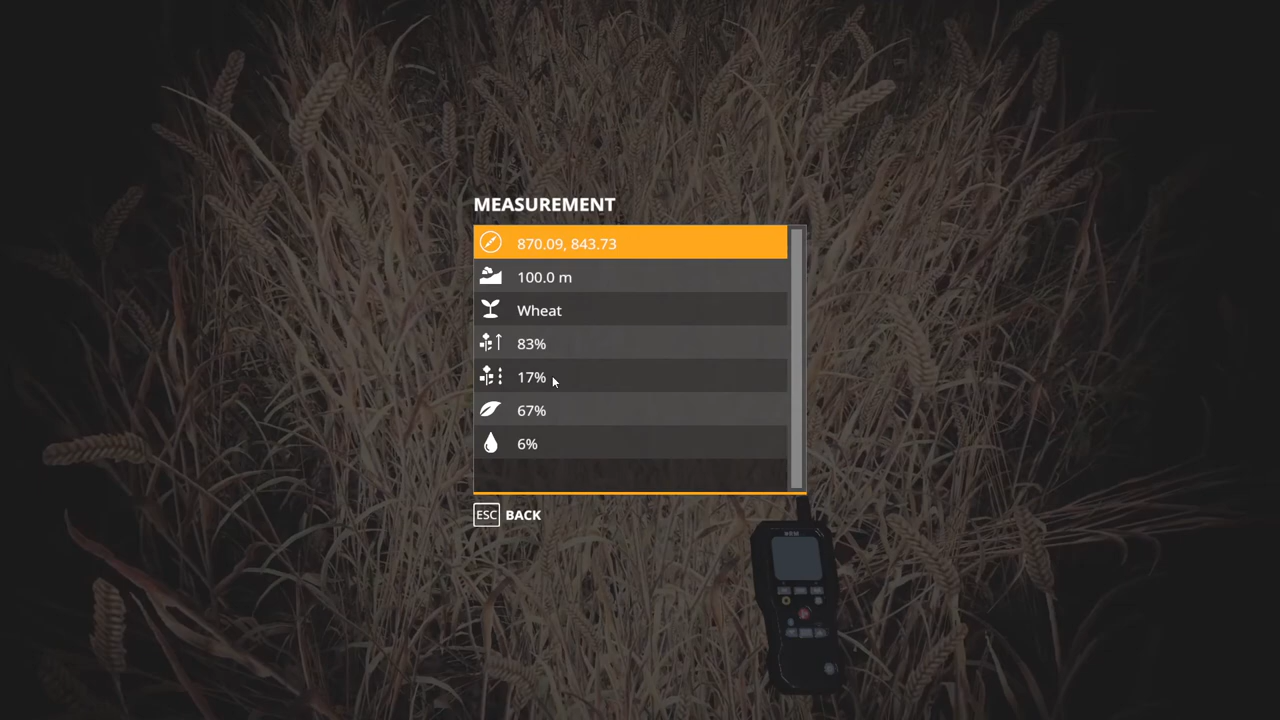 MEASUREMENT
870.09, 843.73
100.0 m
Wheat
83%
17%
67%
6%
ESC BACK